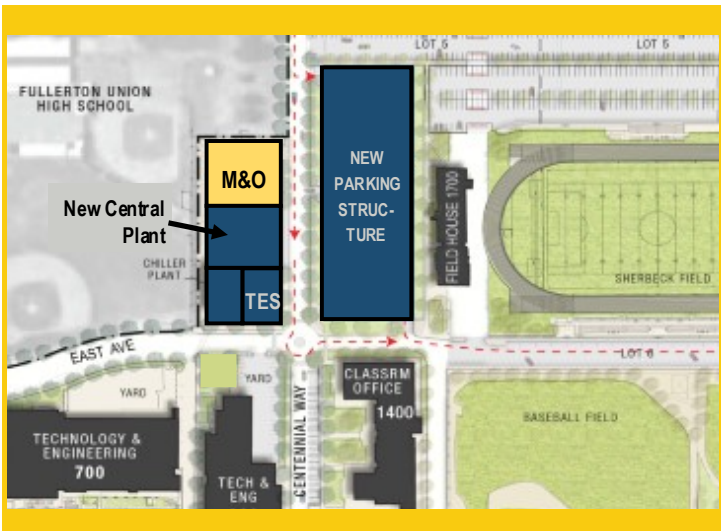 LOT 5
LOT 5
FULLERTON UNION
HIGH SCHOOL
M&O
New Central
Plant
CHILLER
PLANT
TES
NEW
PARKING
STRUC-
TURE
FIELD HOUSE 1700
SHERBECK FIELD
EAST AVE
LOT 6
YARD
YARD
CLASSRM
OFFICE
1400
BASEBALL FIELD
TECHNOLOGY &
ENGINEERING
700
TECH &
ENG
CENTENNIAL WAY